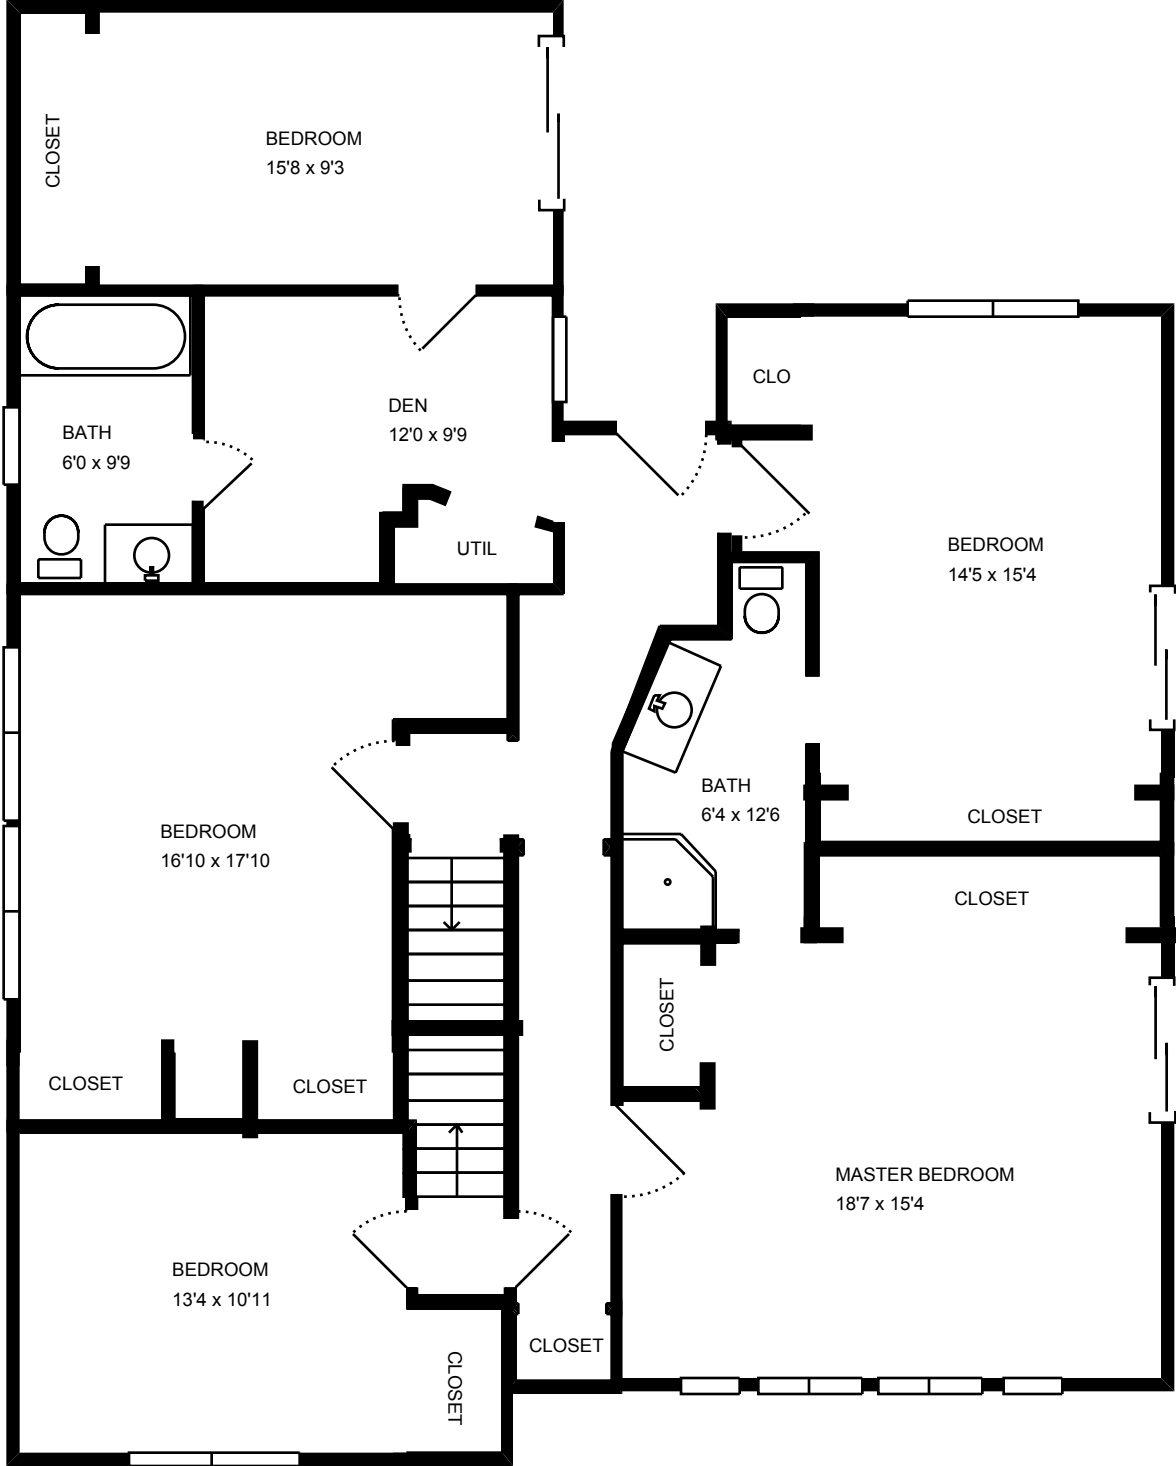 CLOSET
BEDROOM
15'8 x 9'3
CLO
DEN
12'0 x 9'9
BATH
6'0 x 9'9
UTIL
BEDROOM
14'5 x 15'4
BATH
6'4 x 12'6
CLOSET
BEDROOM
16'10 x 17'10
CLOSET
CLOSET
CLOSET
CLOSET
MASTER BEDROOM
18'7 x 15'4
BEDROOM
13'4 x 10'11
CLOSET
CLOSET